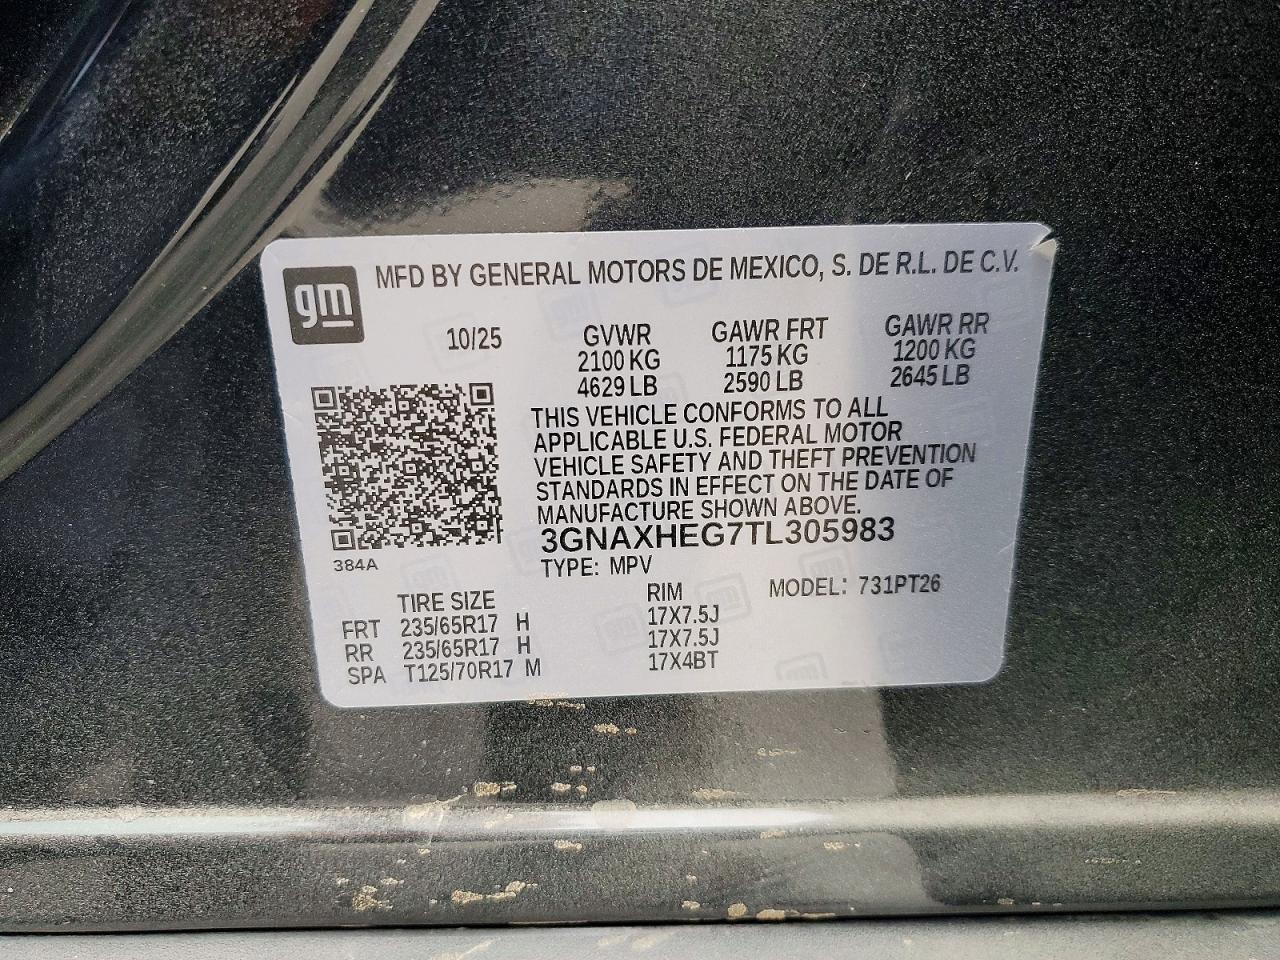 gm
MFD BY GENERAL MOTORS DE MEXICO, S. DE R.L. DE C.V.
10/25 GVWR GAWR FRT GAWR RR
2100 KG 1175 KG 1200 KG
4629 LB 2590 LB 2645 LB
THIS VEHICLE CONFORMS TO ALL
APPLICABLE U.S. FEDERAL MOTOR
VEHICLE SAFETY AND THEFT PREVENTION
STANDARDS IN EFFECT ON THE DATE OF
MANUFACTURE SHOWN ABOVE.
3GNAXHEG7TL305983
384A TYPE: MPV
TIRE SIZE RIM MODEL: 731PT26
FRT 235/65R17 H 17X7.5J
RR 235/65R17 H 17X7.5J
SPA T125/70R17 M 17X4BT